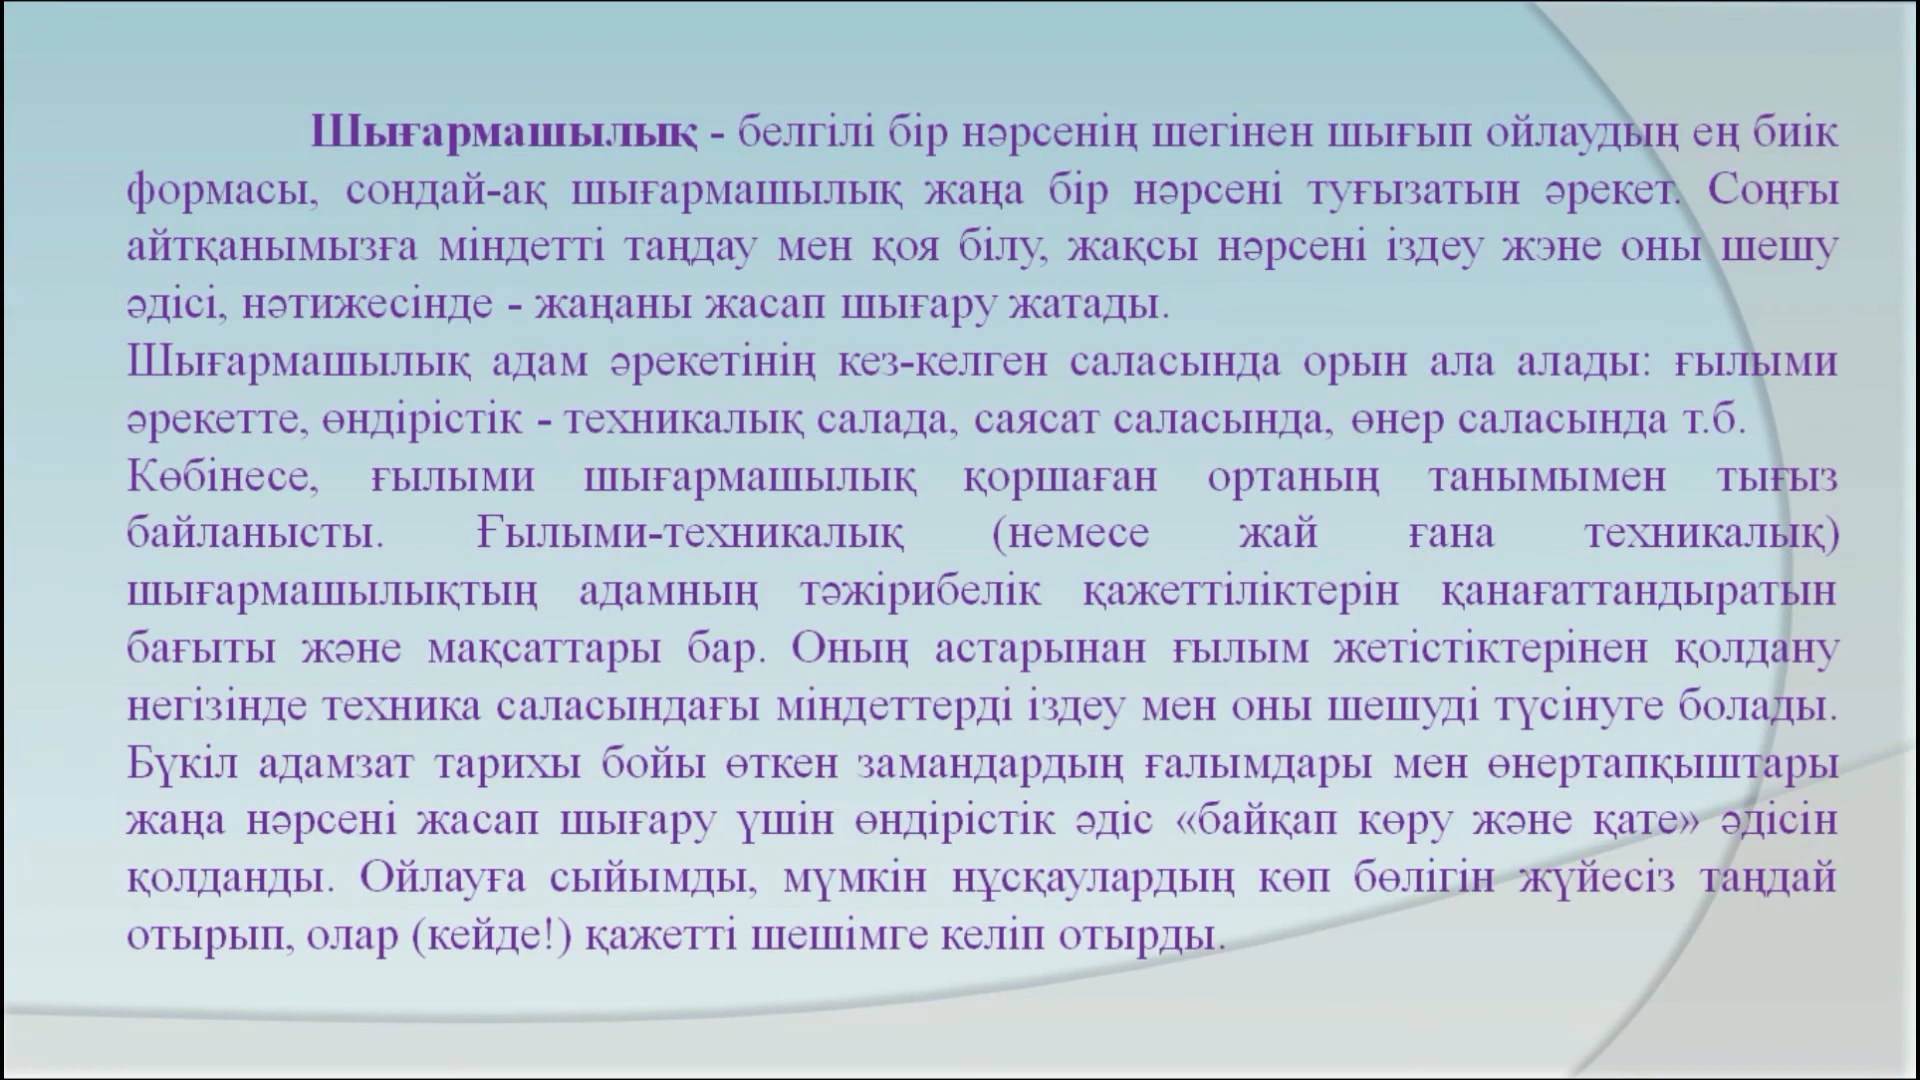 Шығармашылық - белгілі бір нәрсенің шегінен шығып ойлаудың ең биік
формасы, сондай-ақ шығармашылық жаңа бір нәрсені туғызатын әрекет. Соңғы
айтқанымызға міндетті таңдау мен қоя білу, жақсы нәрсені іздеу жэне оны шешу
әдісі, нәтижесінде - жаңаны жасап шығару жатады.
Шығармашылық адам әрекетінің кез-келген саласында орын ала алады: ғылыми
әрекетте, өндірістік - техникалық салада, саясат саласында, өнер саласында т.б.
Көбінесе, ғылыми шығармашылық қоршаған ортаның танымымен тығыз
байланысты. Ғылыми-техникалық (немесе жай ғана техникалық)
шығармашылықтың адамның тәжірибелік қажеттіліктерін қанағаттандыратын
бағыты және мақсаттары бар. Оның астарынан ғылым жетістіктерінен қолдану
негізінде техника саласындағы міндеттерді іздеу мен оны шешуді түсінуге болады.
Бүкіл адамзат тарихы бойы өткен замандардың ғалымдары мен өнертапқыштары
жаңа нәрсені жасап шығару үшін өндірістік әдіс «байқап көру және қате» әдісін
қолданды. Ойлауға сыйымды, мүмкін нұсқаулардың көп бөлігін жүйесіз таңдай
отырып, олар (кейде!) қажетті шешімге келіп отырды.